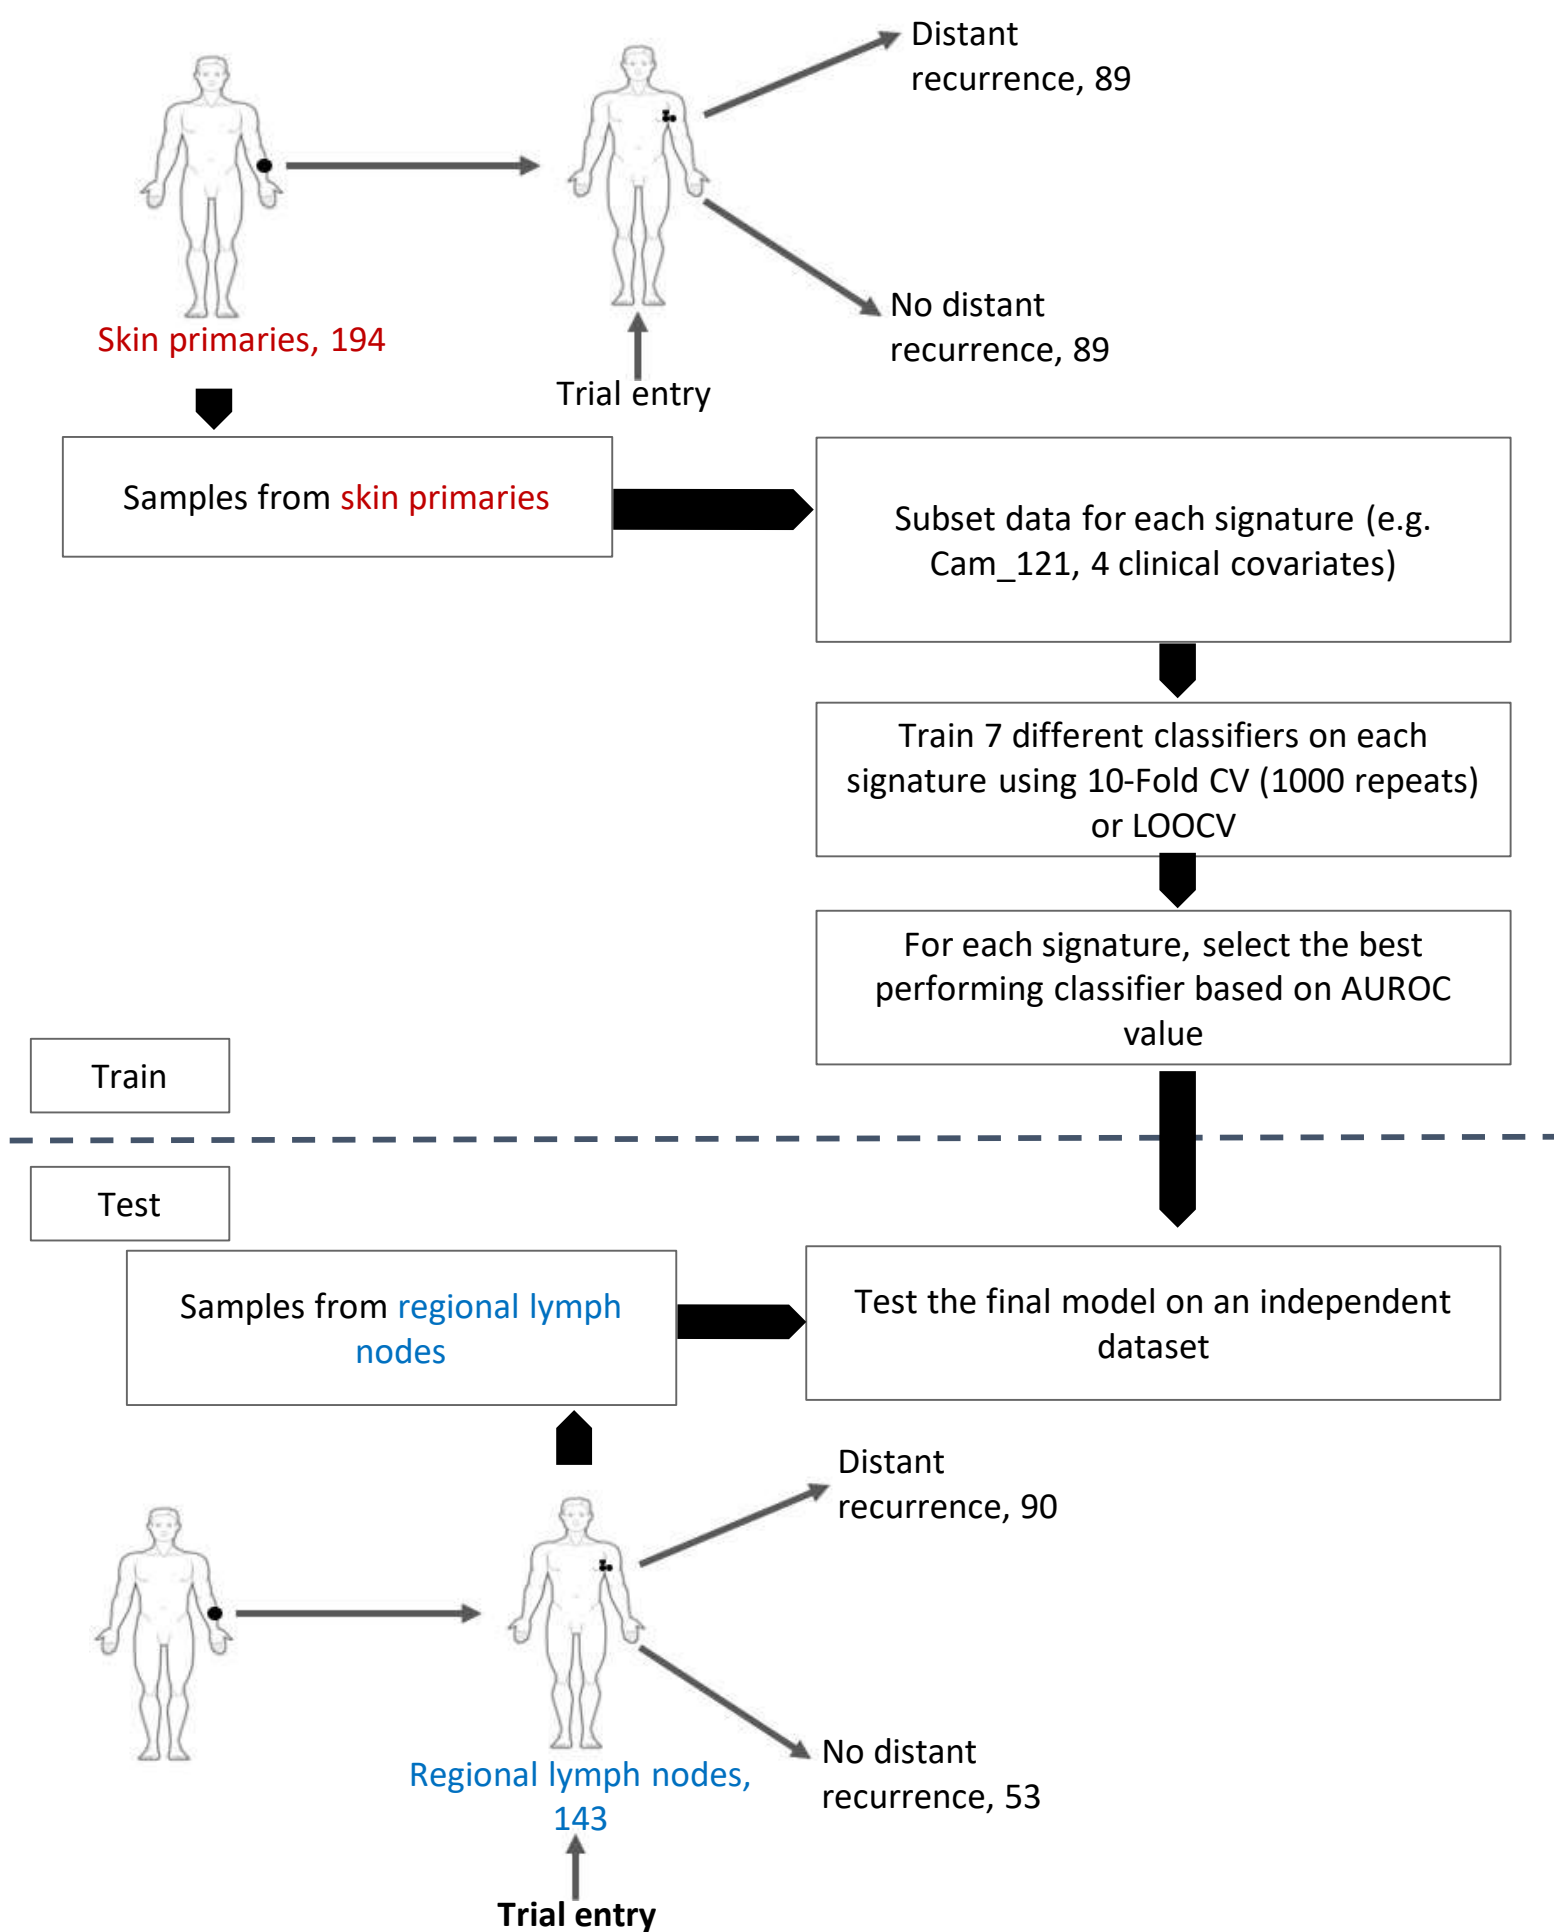 Distant
recurrence, 89
No distant
recurrence, 89
Skin primaries, 194
Trial entry
Samples from skin primaries
Subset data for each signature (e.g.
Cam_121, 4 clinical covariates)
Train 7 different classifiers on each
signature using 10-Fold CV (1000 repeats)
or LOOCV
For each signature, select the best
performing classifier based on AUROC
value
Train
Test
Samples from regional lymph
nodes
Test the final model on an independent
dataset
Distant
recurrence, 90
No distant
recurrence, 53
Regional lymph nodes,
143
Trial entry